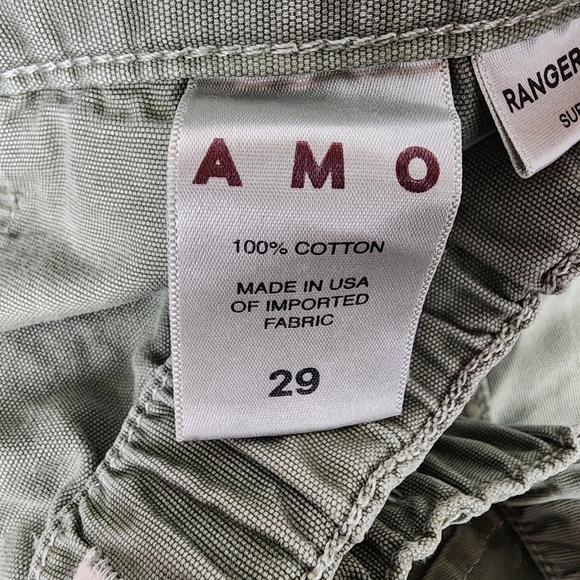 AMO
100% COTTON
MADE IN USA
OF IMPORTED
FABRIC
29
RANGER